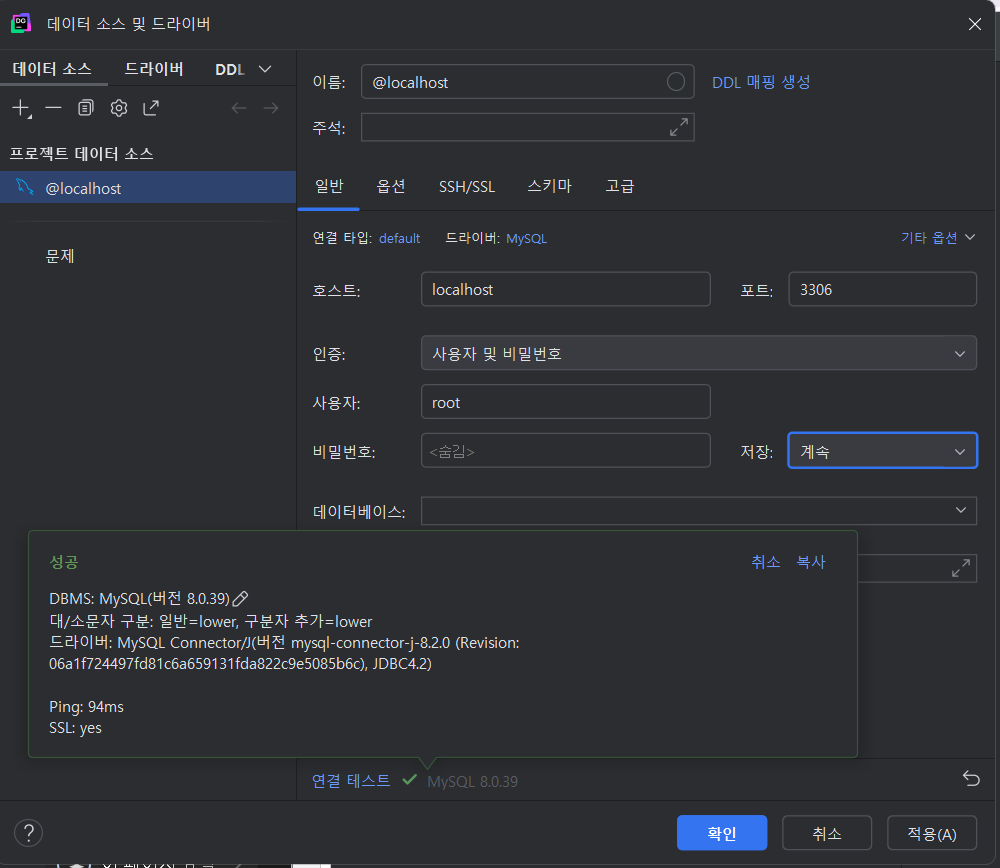 DG 데이터 소스 및 드라이버
데이터 소스 드라이버 DDL
프로젝트 데이터 소스
@localhost
문제
이름: @localhost DDL 매핑 생성
주석:
일반 옵션 SSH/SSL 스키마 고급
연결 타입: default 드라이버: MySQL 기타 옵션
호스트: localhost 포트: 3306
인증: 사용자 및 비밀번호
사용자: root
비밀번호: <숨김> 저장: 계속
데이터베이스:
성공 취소 복사
DBMS: MySQL(버전 8.0.39)
대/소문자 구분: 일반=lower, 구분자 추가=lower
드라이버: MySQL Connector/J(버전 mysql-connector-j-8.2.0 (Revision:
06a1f724497fd81c6a659131fda822c9e5085b6c), JDBC4.2)
Ping: 94ms
SSL: yes
연결 테스트 MySQL 8.0.39
? 확인 취소 적용(A)